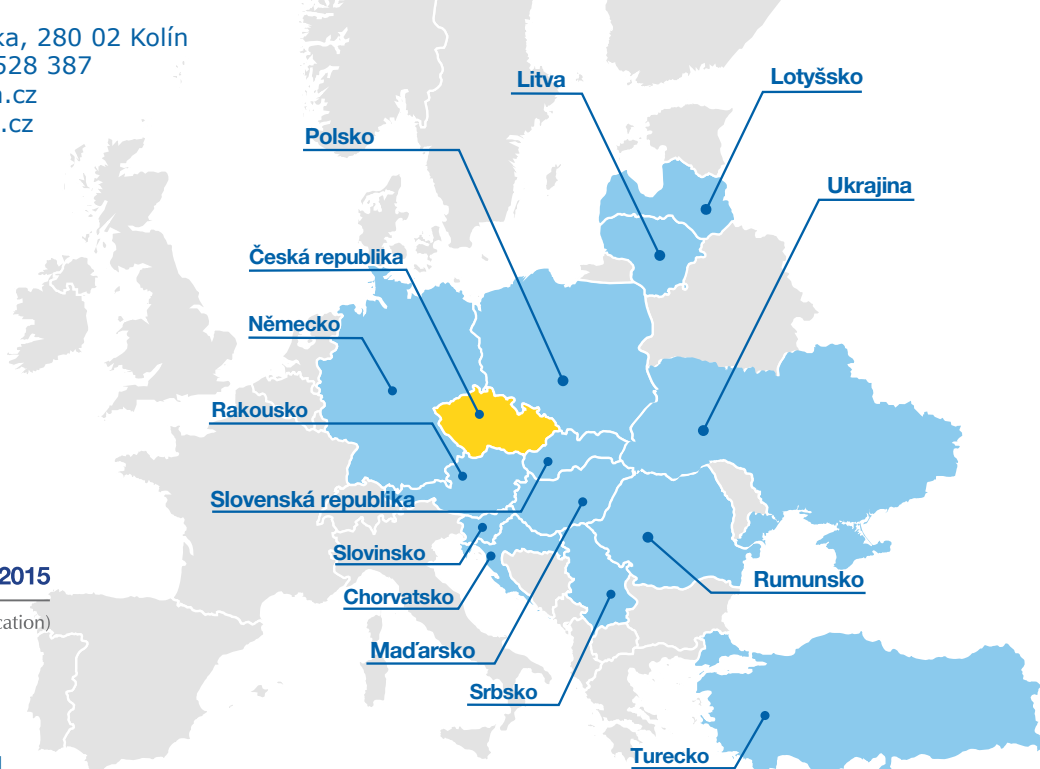 ka, 280 02 Kolín
528 387
.cz
.cz
Litva
Lotyšsko
Polsko
Ukrajina
Česká republika
Německo
Rakousko
Slovenská republika
Slovinsko
2015
Rumunsko
Chorvatsko
cation)
Maďarsko
Srbsko
Turecko